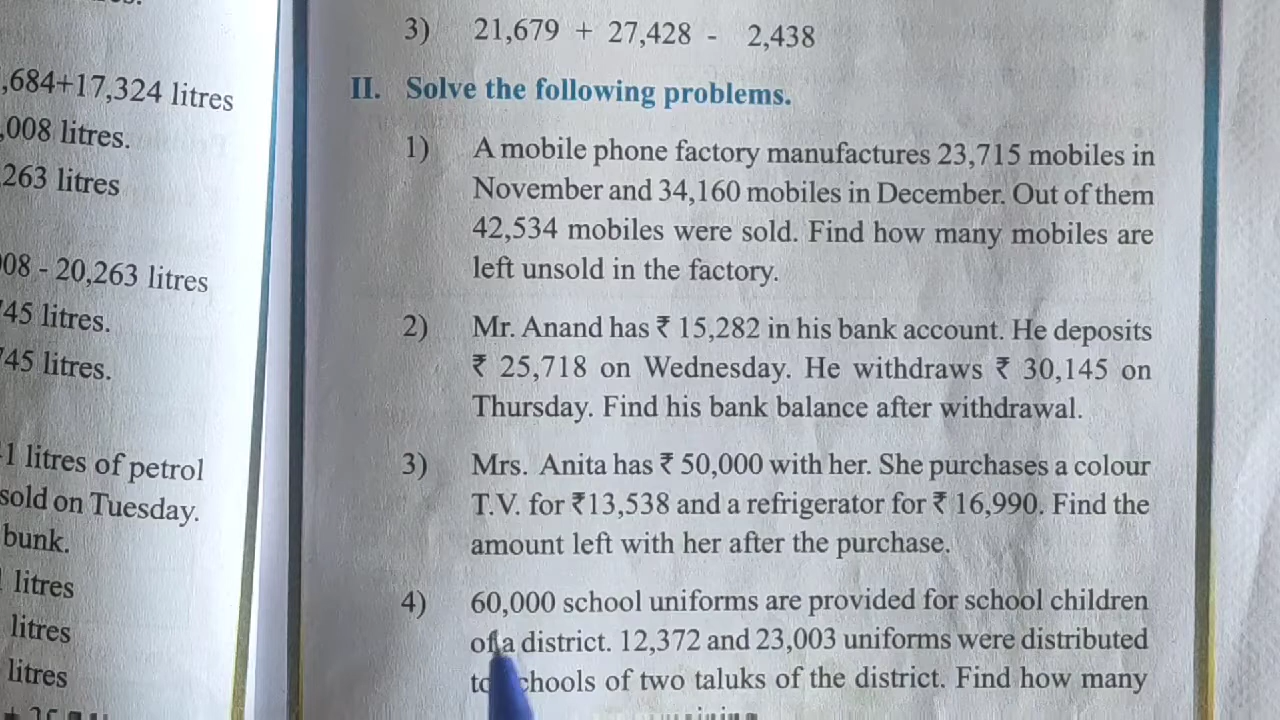 ,684+17,324 litres
,008 litres.
263 litres
08 - 20,263 litres
45 litres.
45 litres.
1 litres of petrol
sold on Tuesday.
bunk.
litres
litres
litres
3) 21,679 + 27,428 - 2,438
II. Solve the following problems.
1) A mobile phone factory manufactures 23,715 mobiles in
November and 34,160 mobiles in December. Out of them
42,534 mobiles were sold. Find how many mobiles are
left unsold in the factory.
2) Mr. Anand has ₹ 15,282 in his bank account. He deposits
₹ 25,718 on Wednesday. He withdraws ₹ 30,145 on
Thursday. Find his bank balance after withdrawal.
3) Mrs. Anita has ₹ 50,000 with her. She purchases a colour
T.V. for ₹13,538 and a refrigerator for ₹ 16,990. Find the
amount left with her after the purchase.
4) 60,000 school uniforms are provided for school children
of a district. 12,372 and 23,003 uniforms were distributed
to schools of two taluks of the district. Find how many